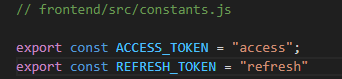 // frontend/src/constants.js
export const ACCESS_TOKEN = "access";
export const REFRESH_TOKEN = "refresh"